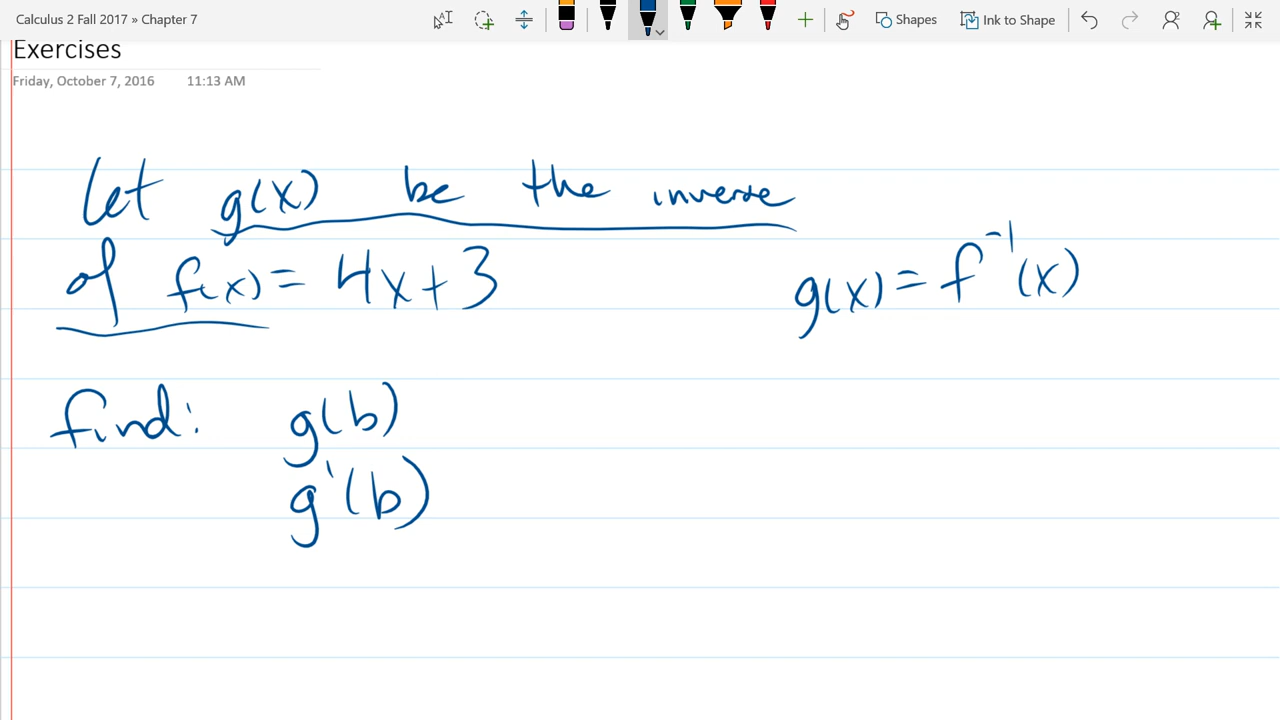 Calculus 2 Fall 2017 » Chapter 7
Shapes
Ink to Shape
Exercises
Friday, October 7, 2016 11:13 AM
Let g(x) be the inverse
of f(x) = 4x+3
g(x) = f⁻¹(x)
find: g(b)
g'(b)